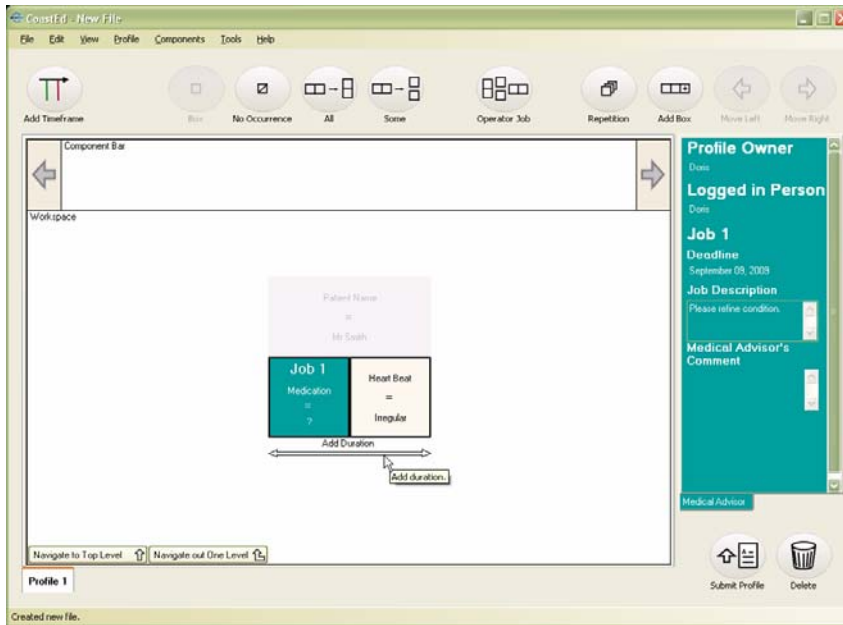 CoastEd - New File
File Edit View Profile Components Tools Help
Add Timeframe Box No Occurrence All Some Operator Job Repetition Add Box Move Left Move Right
Component Bar
Workspace
Patient Name
=
Mr Smith
Job 1
Medication
=
?
Heart Beat
=
Irregular
Add Duration
Add duration.
Navigate to Top Level Navigate out One Level
Profile 1
Created new file.
Profile Owner
Doris
Logged in Person
Doris
Job 1
Deadline
September 09, 2009
Job Description
Please refine condition.
Medical Advisor's
Comment
Medical Advisor
Submit Profile Delete